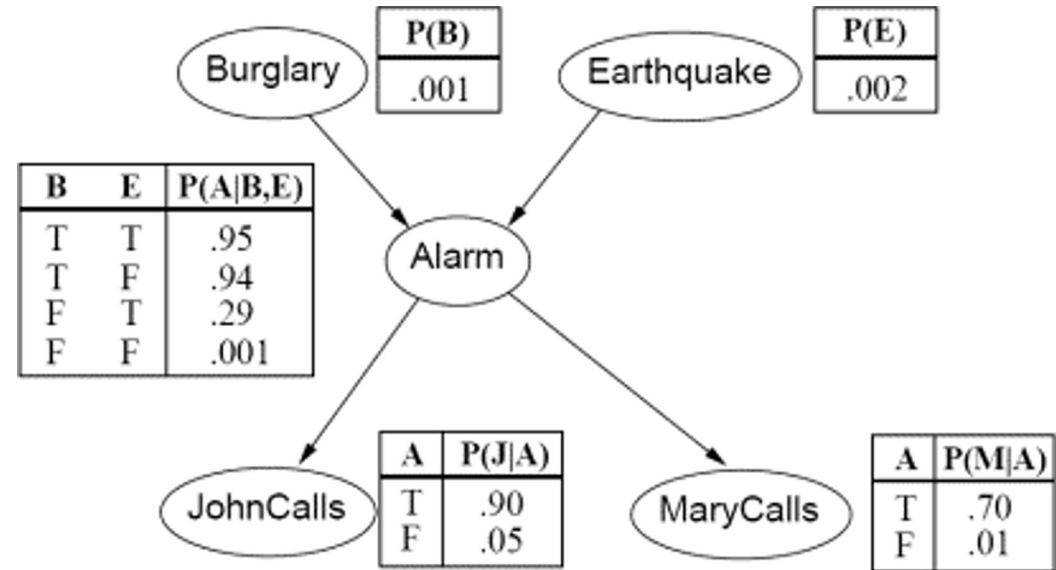 Burglary
P(B)
.001
Earthquake
P(E)
.002
B E P(A|B,E)
T T .95
T F .94
F T .29
F F .001
Alarm
JohnCalls
A P(J|A)
T .90
F .05
MaryCalls
A P(M|A)
T .70
F .01